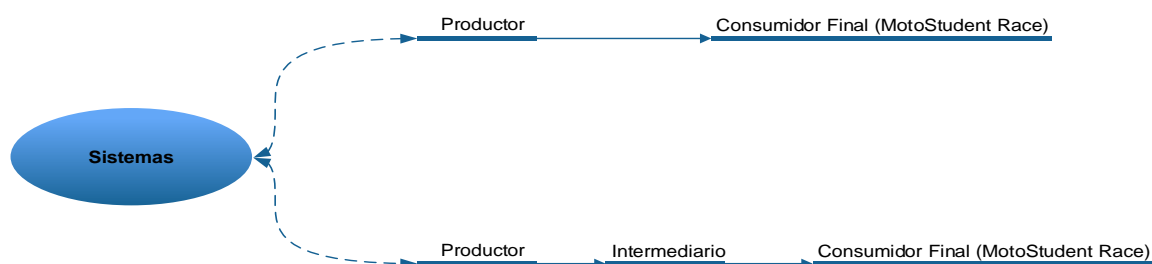 Productor Consumidor Final (MotoStudent Race)
Sistemas
Productor Intermediario Consumidor Final (MotoStudent Race)